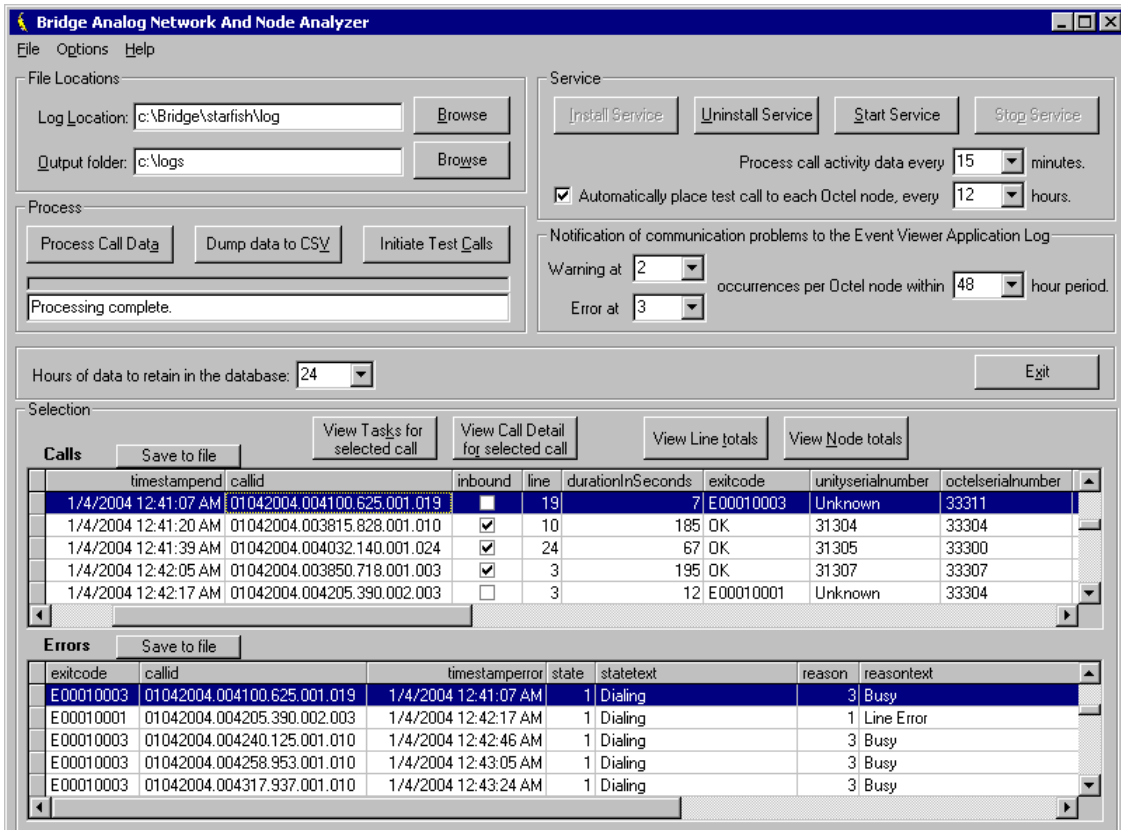 Bridge Analog Network And Node Analyzer
File Options Help
File Locations
Log Location: c:\Bridge\starfish\log Browse
Output folder: c:\logs Browse
Service
Install Service Uninstall Service Start Service Stop Service
Process call activity data every 15 minutes.
Automatically place test call to each Octel node, every 12 hours.
Process
Process Call Data Dump data to CSV Initiate Test Calls
Processing complete.
Notification of communication problems to the Event Viewer Application Log
Warning at 2
occurrences per Octel node within 48 hour period.
Error at 3
Hours of data to retain in the database: 24
Exit
Selection
Calls Save to file
View Tasks for selected call
View Call Detail for selected call
View Line totals
View Node totals
timestampend callid inbound line durationInSeconds exitcode unityserialnumber octelserialnumber
1/4/2004 12:41:07 AM 01042004.004100.625.001.019 19 7 E00010003 Unknown 33311
1/4/2004 12:41:20 AM 01042004.003815.828.001.010 10 185 OK 31304 33304
1/4/2004 12:41:39 AM 01042004.004032.140.001.024 24 67 OK 31305 33300
1/4/2004 12:42:05 AM 01042004.003850.718.001.003 3 195 OK 31307 33307
1/4/2004 12:42:17 AM 01042004.004205.390.002.003 3 12 E00010001 Unknown 33304
Errors Save to file
exitcode callid timestamperror state statetext reason reasontext
E00010003 01042004.004100.625.001.019 1/4/2004 12:41:07 AM 1 Dialing 3 Busy
E00010001 01042004.004205.390.002.003 1/4/2004 12:42:17 AM 1 Dialing 1 Line Error
E00010003 01042004.004240.125.001.010 1/4/2004 12:42:46 AM 1 Dialing 3 Busy
E00010003 01042004.004258.953.001.010 1/4/2004 12:43:05 AM 1 Dialing 3 Busy
E00010003 01042004.004317.937.001.010 1/4/2004 12:43:24 AM 1 Dialing 3 Busy